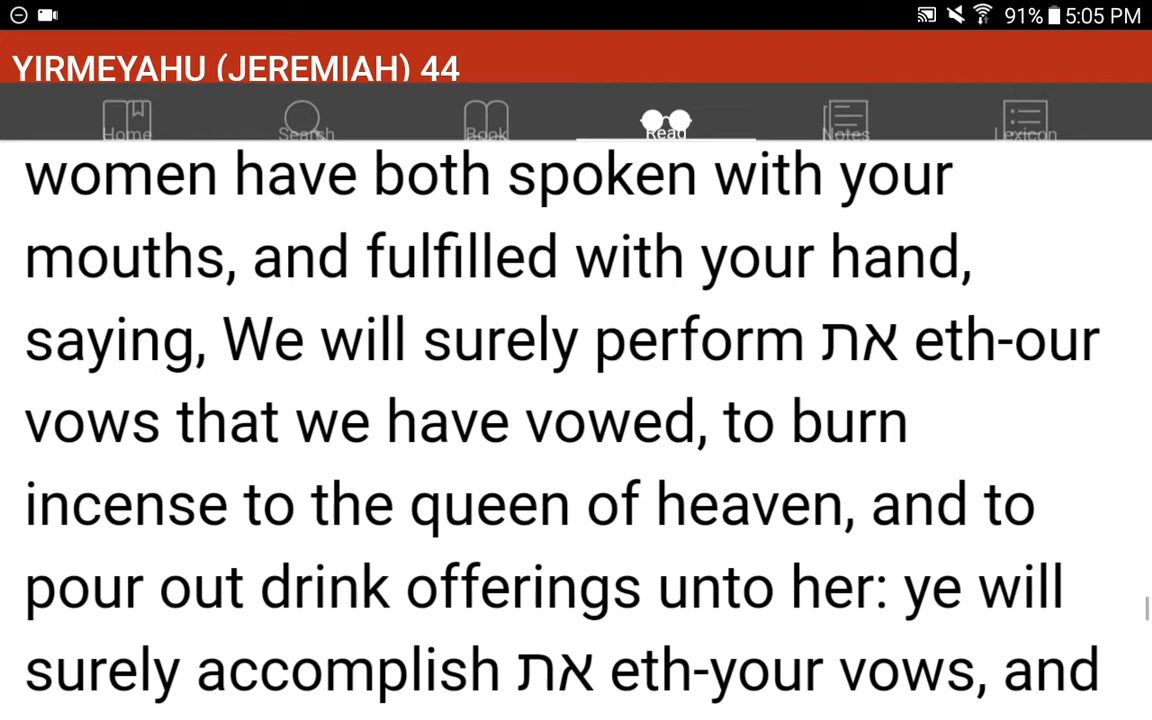 91% 5:05 PM
YIRMEYAHU (JEREMIAH) 44
Home Search Book Read Notes Lexicon
women have both spoken with your
mouths, and fulfilled with your hand,
saying, We will surely perform את eth-our
vows that we have vowed, to burn
incense to the queen of heaven, and to
pour out drink offerings unto her: ye will
surely accomplish את eth-your vows, and